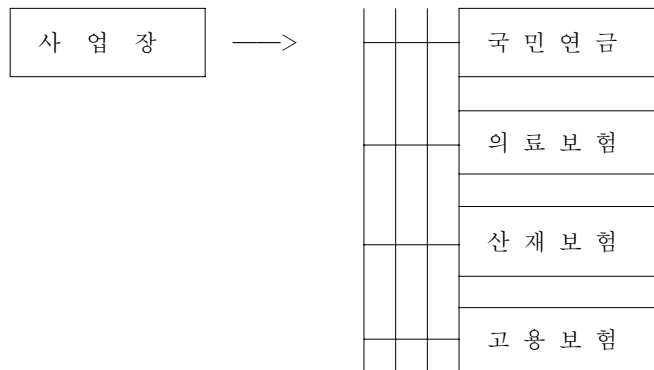 사 업 장 ──>
국 민 연 금
의 료 보 험
산 재 보 험
고 용 보 험